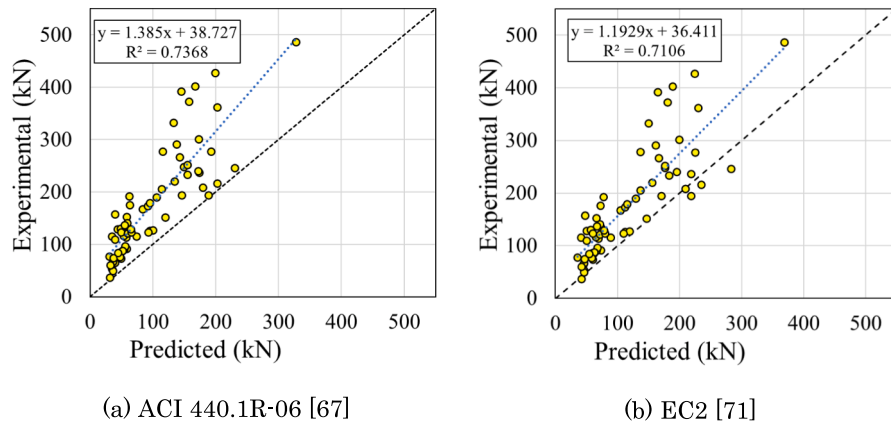 y = 1.385x + 38.727
R² = 0.7368
Experimental (kN)
500
400
300
200
100
0
0 100 200 300 400 500
Predicted (kN)
(a) ACI 440.1R-06 [67]
y = 1.1929x + 36.411
R² = 0.7106
Experimental (kN)
500
400
300
200
100
0
0 100 200 300 400 500
Predicted (kN)
(b) EC2 [71]